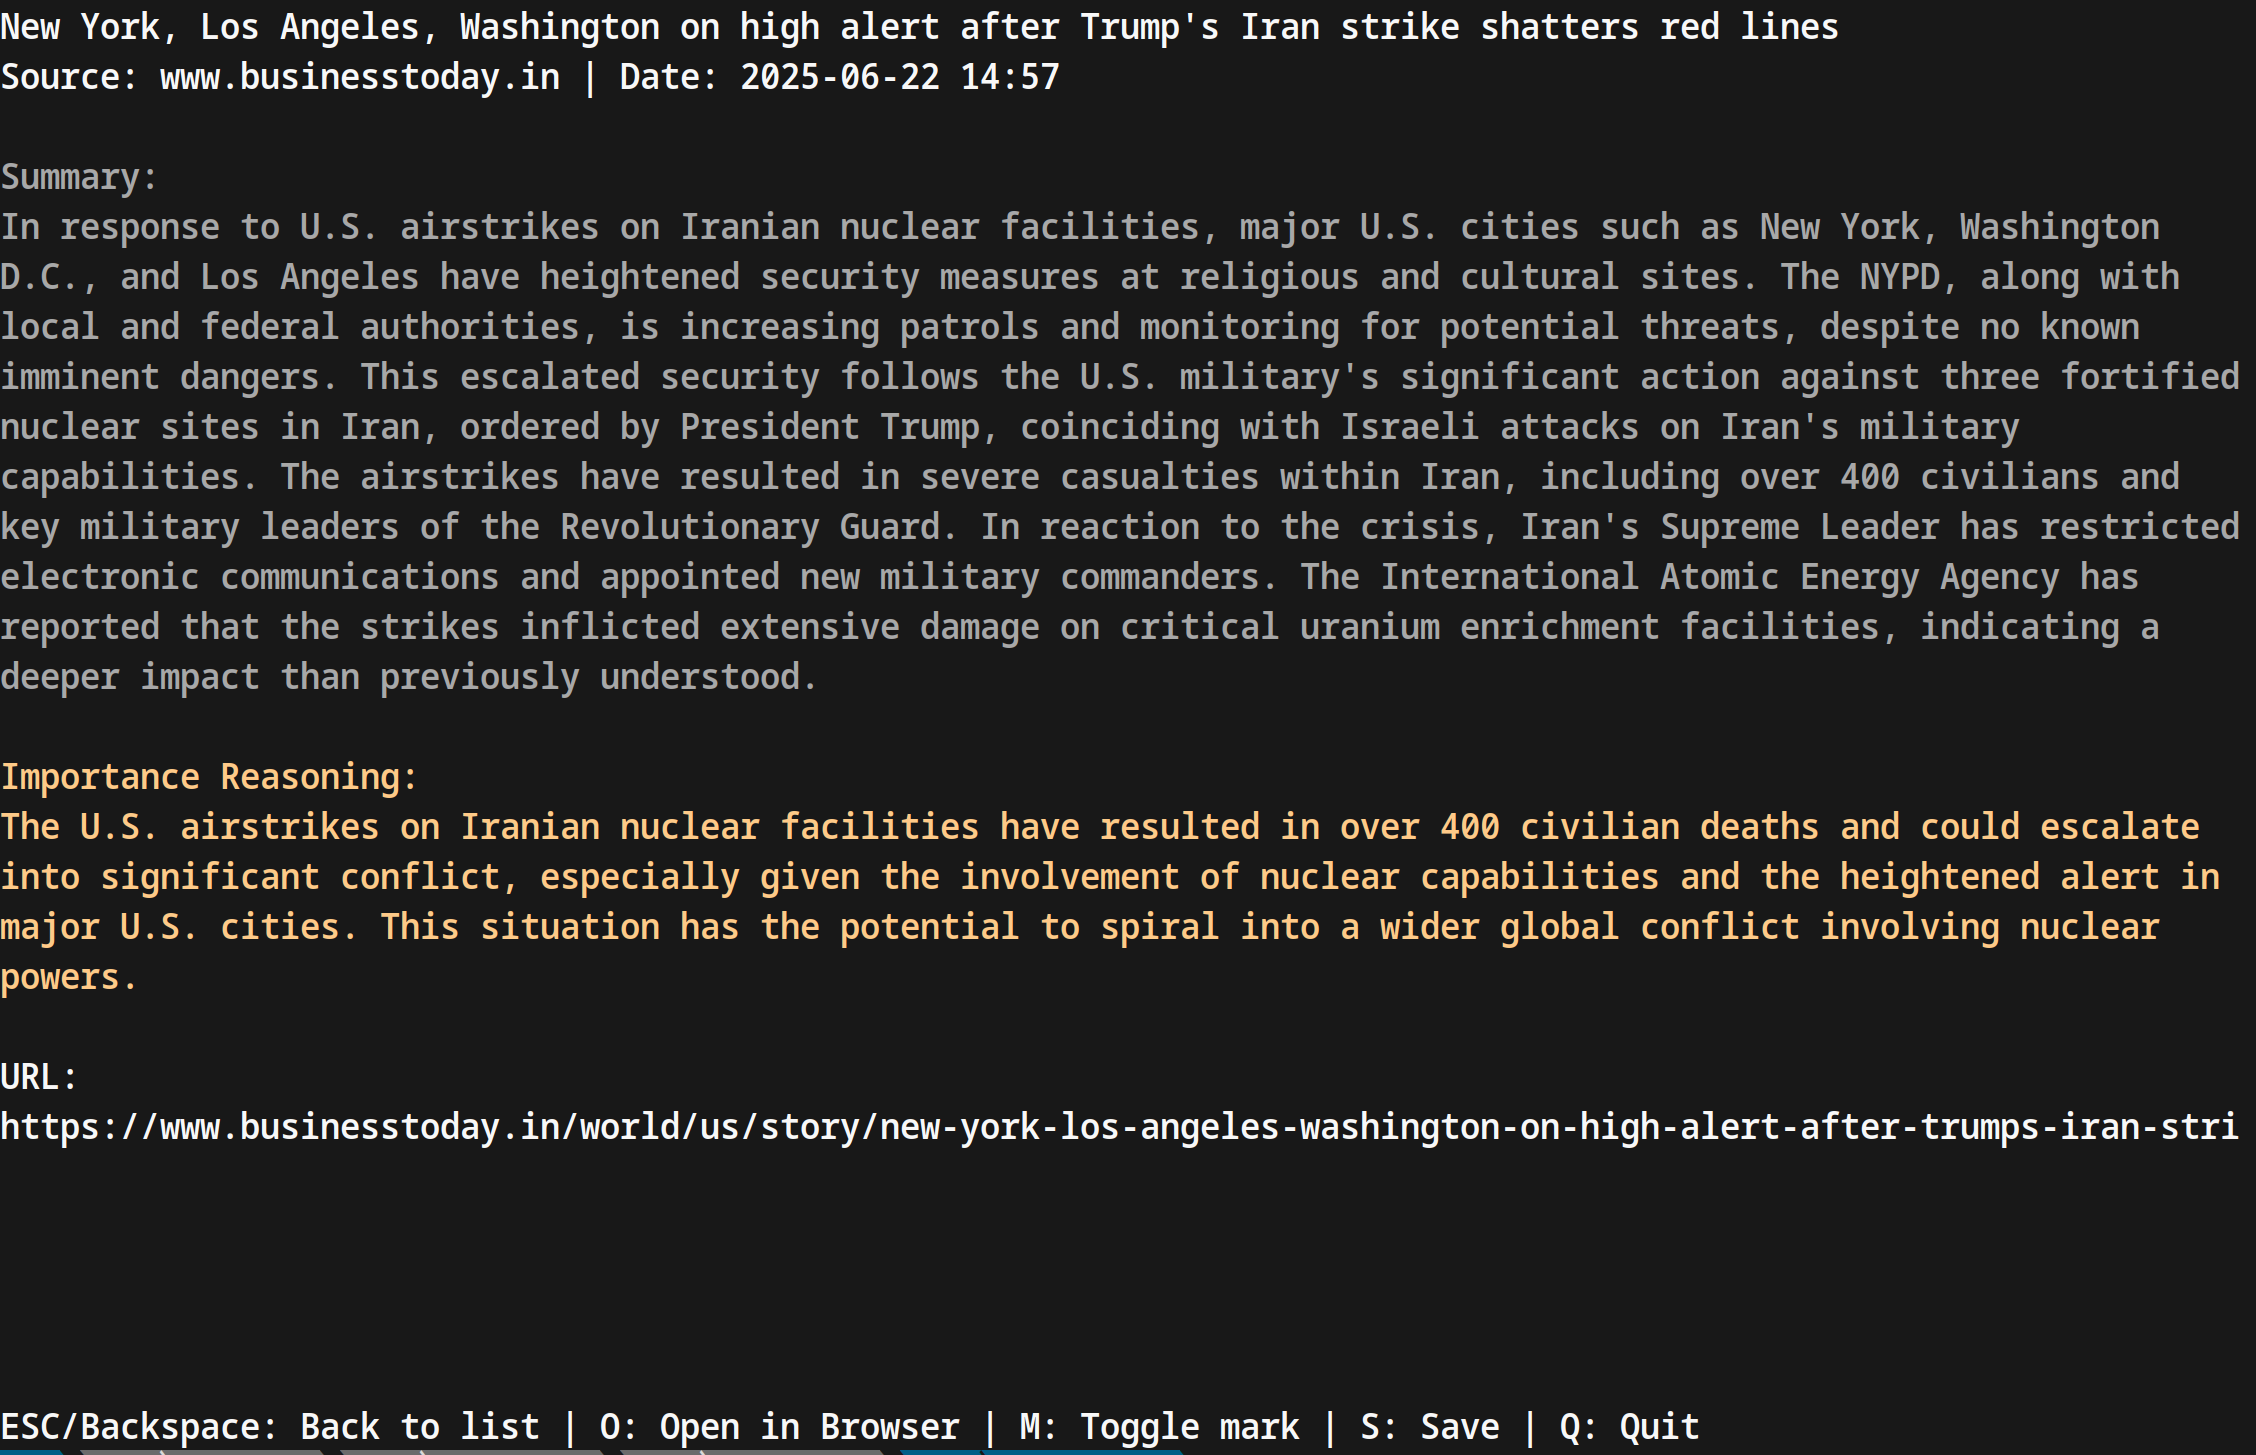 New York, Los Angeles, Washington on high alert after Trump's Iran strike shatters red lines
Source: www.businesstoday.in | Date: 2025-06-22 14:57
Summary:
In response to U.S. airstrikes on Iranian nuclear facilities, major U.S. cities such as New York, Washington
D.C., and Los Angeles have heightened security measures at religious and cultural sites. The NYPD, along with
local and federal authorities, is increasing patrols and monitoring for potential threats, despite no known
imminent dangers. This escalated security follows the U.S. military's significant action against three fortified
nuclear sites in Iran, ordered by President Trump, coinciding with Israeli attacks on Iran's military
capabilities. The airstrikes have resulted in severe casualties within Iran, including over 400 civilians and
key military leaders of the Revolutionary Guard. In reaction to the crisis, Iran's Supreme Leader has restricted
electronic communications and appointed new military commanders. The International Atomic Energy Agency has
reported that the strikes inflicted extensive damage on critical uranium enrichment facilities, indicating a
deeper impact than previously understood.
Importance Reasoning:
The U.S. airstrikes on Iranian nuclear facilities have resulted in over 400 civilian deaths and could escalate
into significant conflict, especially given the involvement of nuclear capabilities and the heightened alert in
major U.S. cities. This situation has the potential to spiral into a wider global conflict involving nuclear
powers.
URL:
https://www.businesstoday.in/world/us/story/new-york-los-angeles-washington-on-high-alert-after-trumps-iran-stri
ESC/Backspace: Back to list | O: Open in Browser | M: Toggle mark | S: Save | Q: Quit